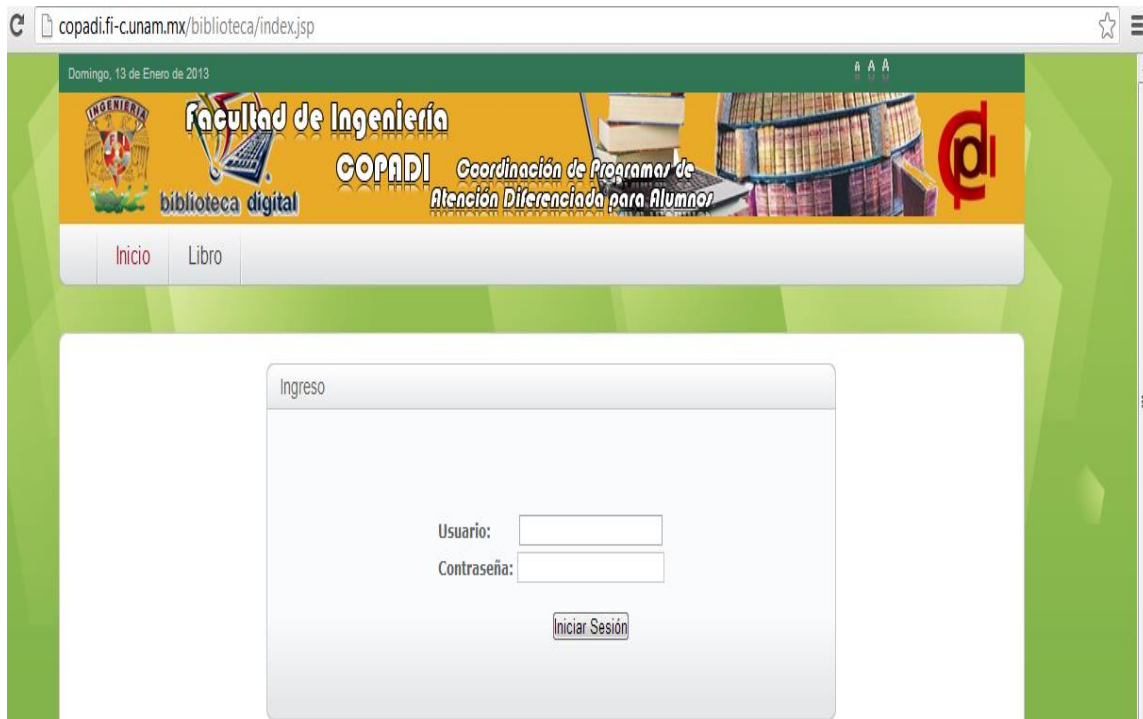 copadi.fi-c.unam.mx/biblioteca/index.jsp
Domingo, 13 de Enero de 2013
A A A
INGENIERIA
Facultad de Ingeniería
COPADI Coordinación de Programas de
Atención Diferenciada para Alumnos
biblioteca digital
Inicio Libro
Ingreso
Usuario:
Contraseña:
Iniciar Sesión